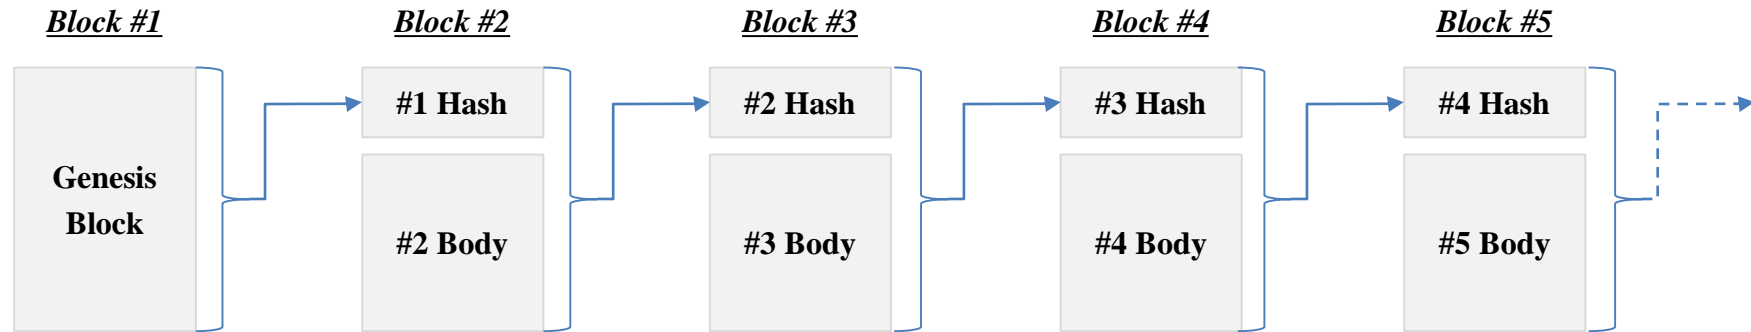 Block #1
Block #2
Block #3
Block #4
Block #5
Genesis
Block
#1 Hash
#2 Body
#2 Hash
#3 Body
#3 Hash
#4 Body
#4 Hash
#5 Body